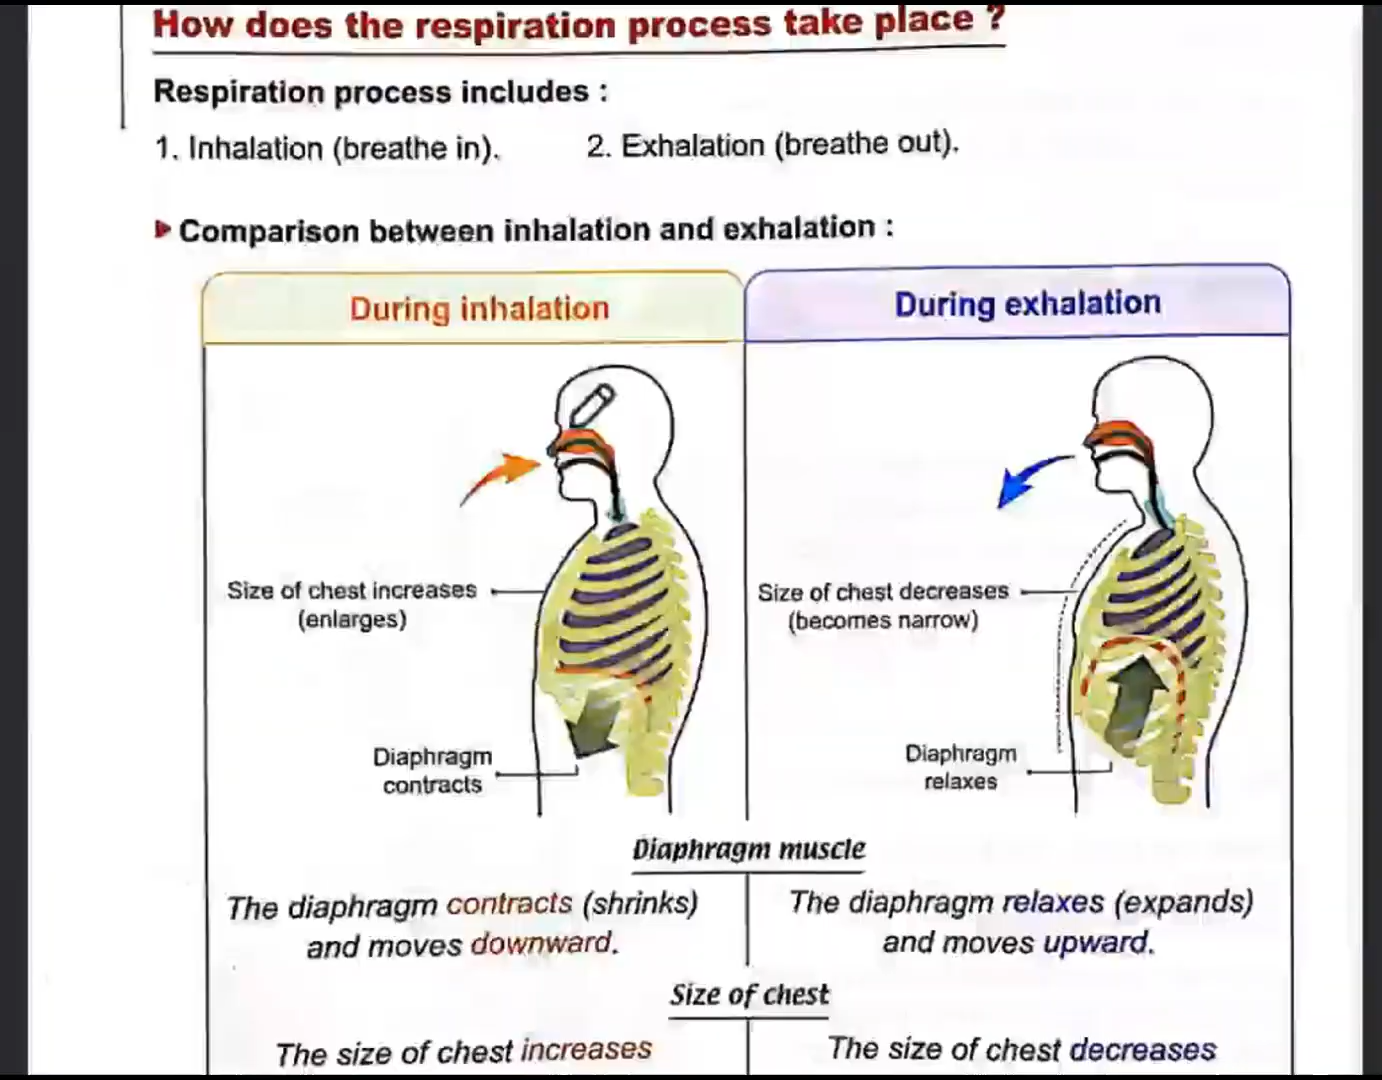 How does the respiration process take place ?
Respiration process includes :
1. Inhalation (breathe in). 2. Exhalation (breathe out).
Comparison between inhalation and exhalation :
During inhalation
During exhalation
Size of chest increases
(enlarges)
Size of chest decreases
(becomes narrow)
Diaphragm
contracts
Diaphragm
relaxes
Diaphragm muscle
The diaphragm contracts (shrinks)
and moves downward.
The diaphragm relaxes (expands)
and moves upward.
Size of chest
The size of chest increases
The size of chest decreases